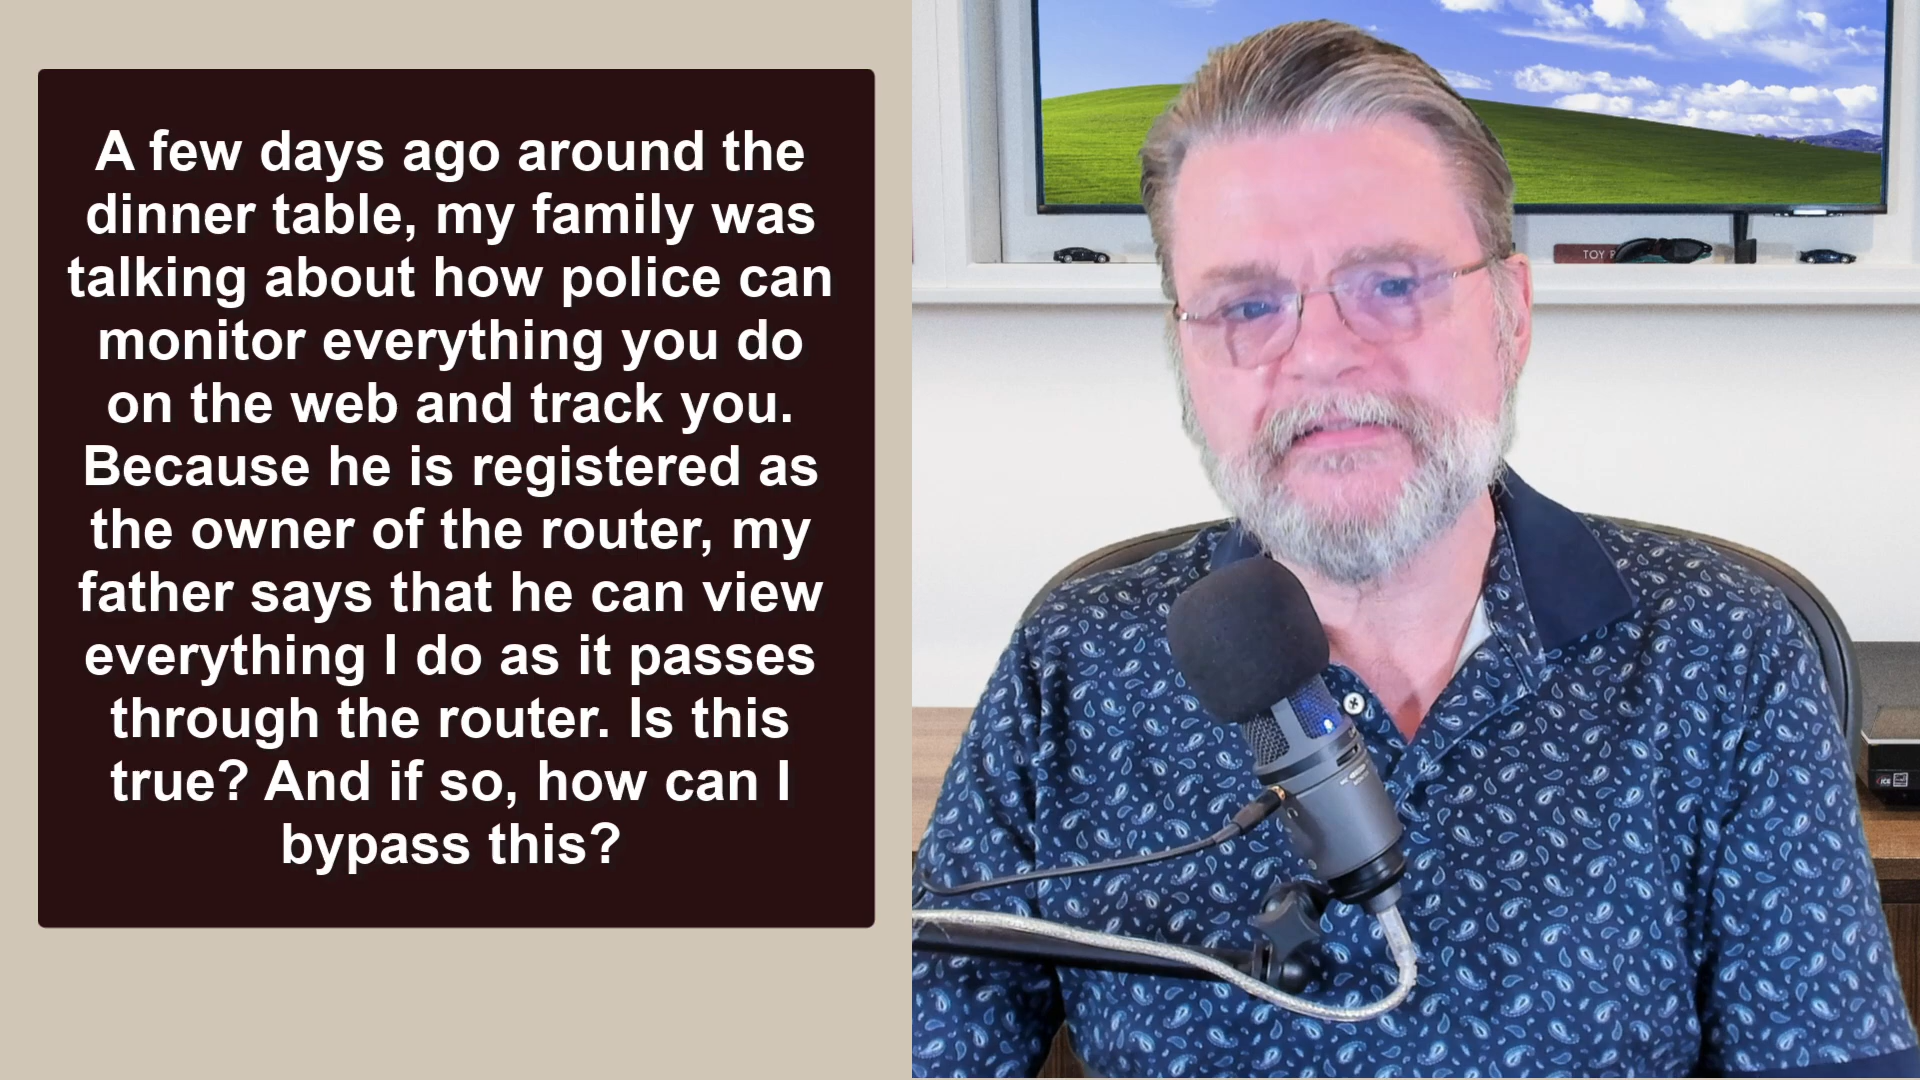 A few days ago around the
dinner table, my family was
talking about how police can
monitor everything you do
on the web and track you.
Because he is registered as
the owner of the router, my
father says that he can view
everything I do as it passes
through the router. Is this
true? And if so, how can I
bypass this?
TOY